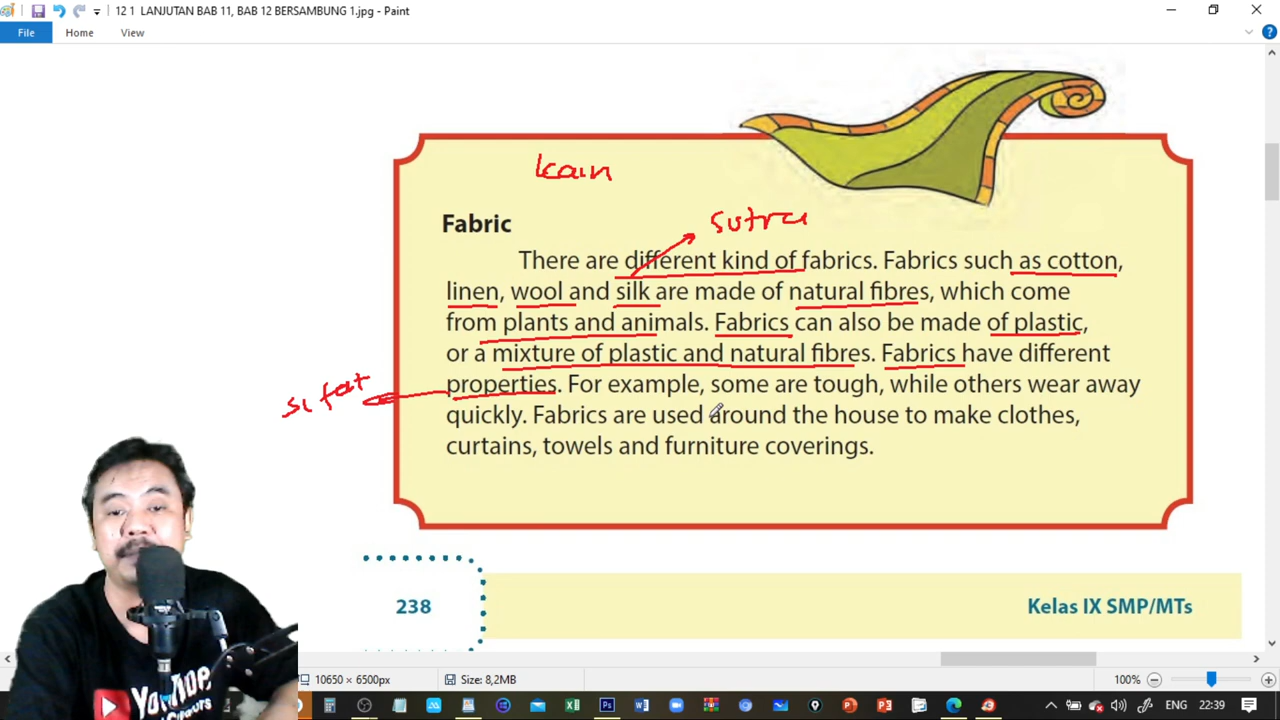 12 1 LANJUTAN BAB 11, BAB 12 BERSAMBUNG 1.jpg - Paint
File Home View
kain
Fabric
sutra
There are different kind of fabrics. Fabrics such as cotton,
linen, wool and silk are made of natural fibres, which come
from plants and animals. Fabrics can also be made of plastic,
or a mixture of plastic and natural fibres. Fabrics have different
sifat
properties. For example, some are tough, while others wear away
quickly. Fabrics are used around the house to make clothes,
curtains, towels and furniture coverings.
238
Kelas IX SMP/MTs
YouTube
10650 × 6500px
Size: 8,2MB
100%
ENG 22:39